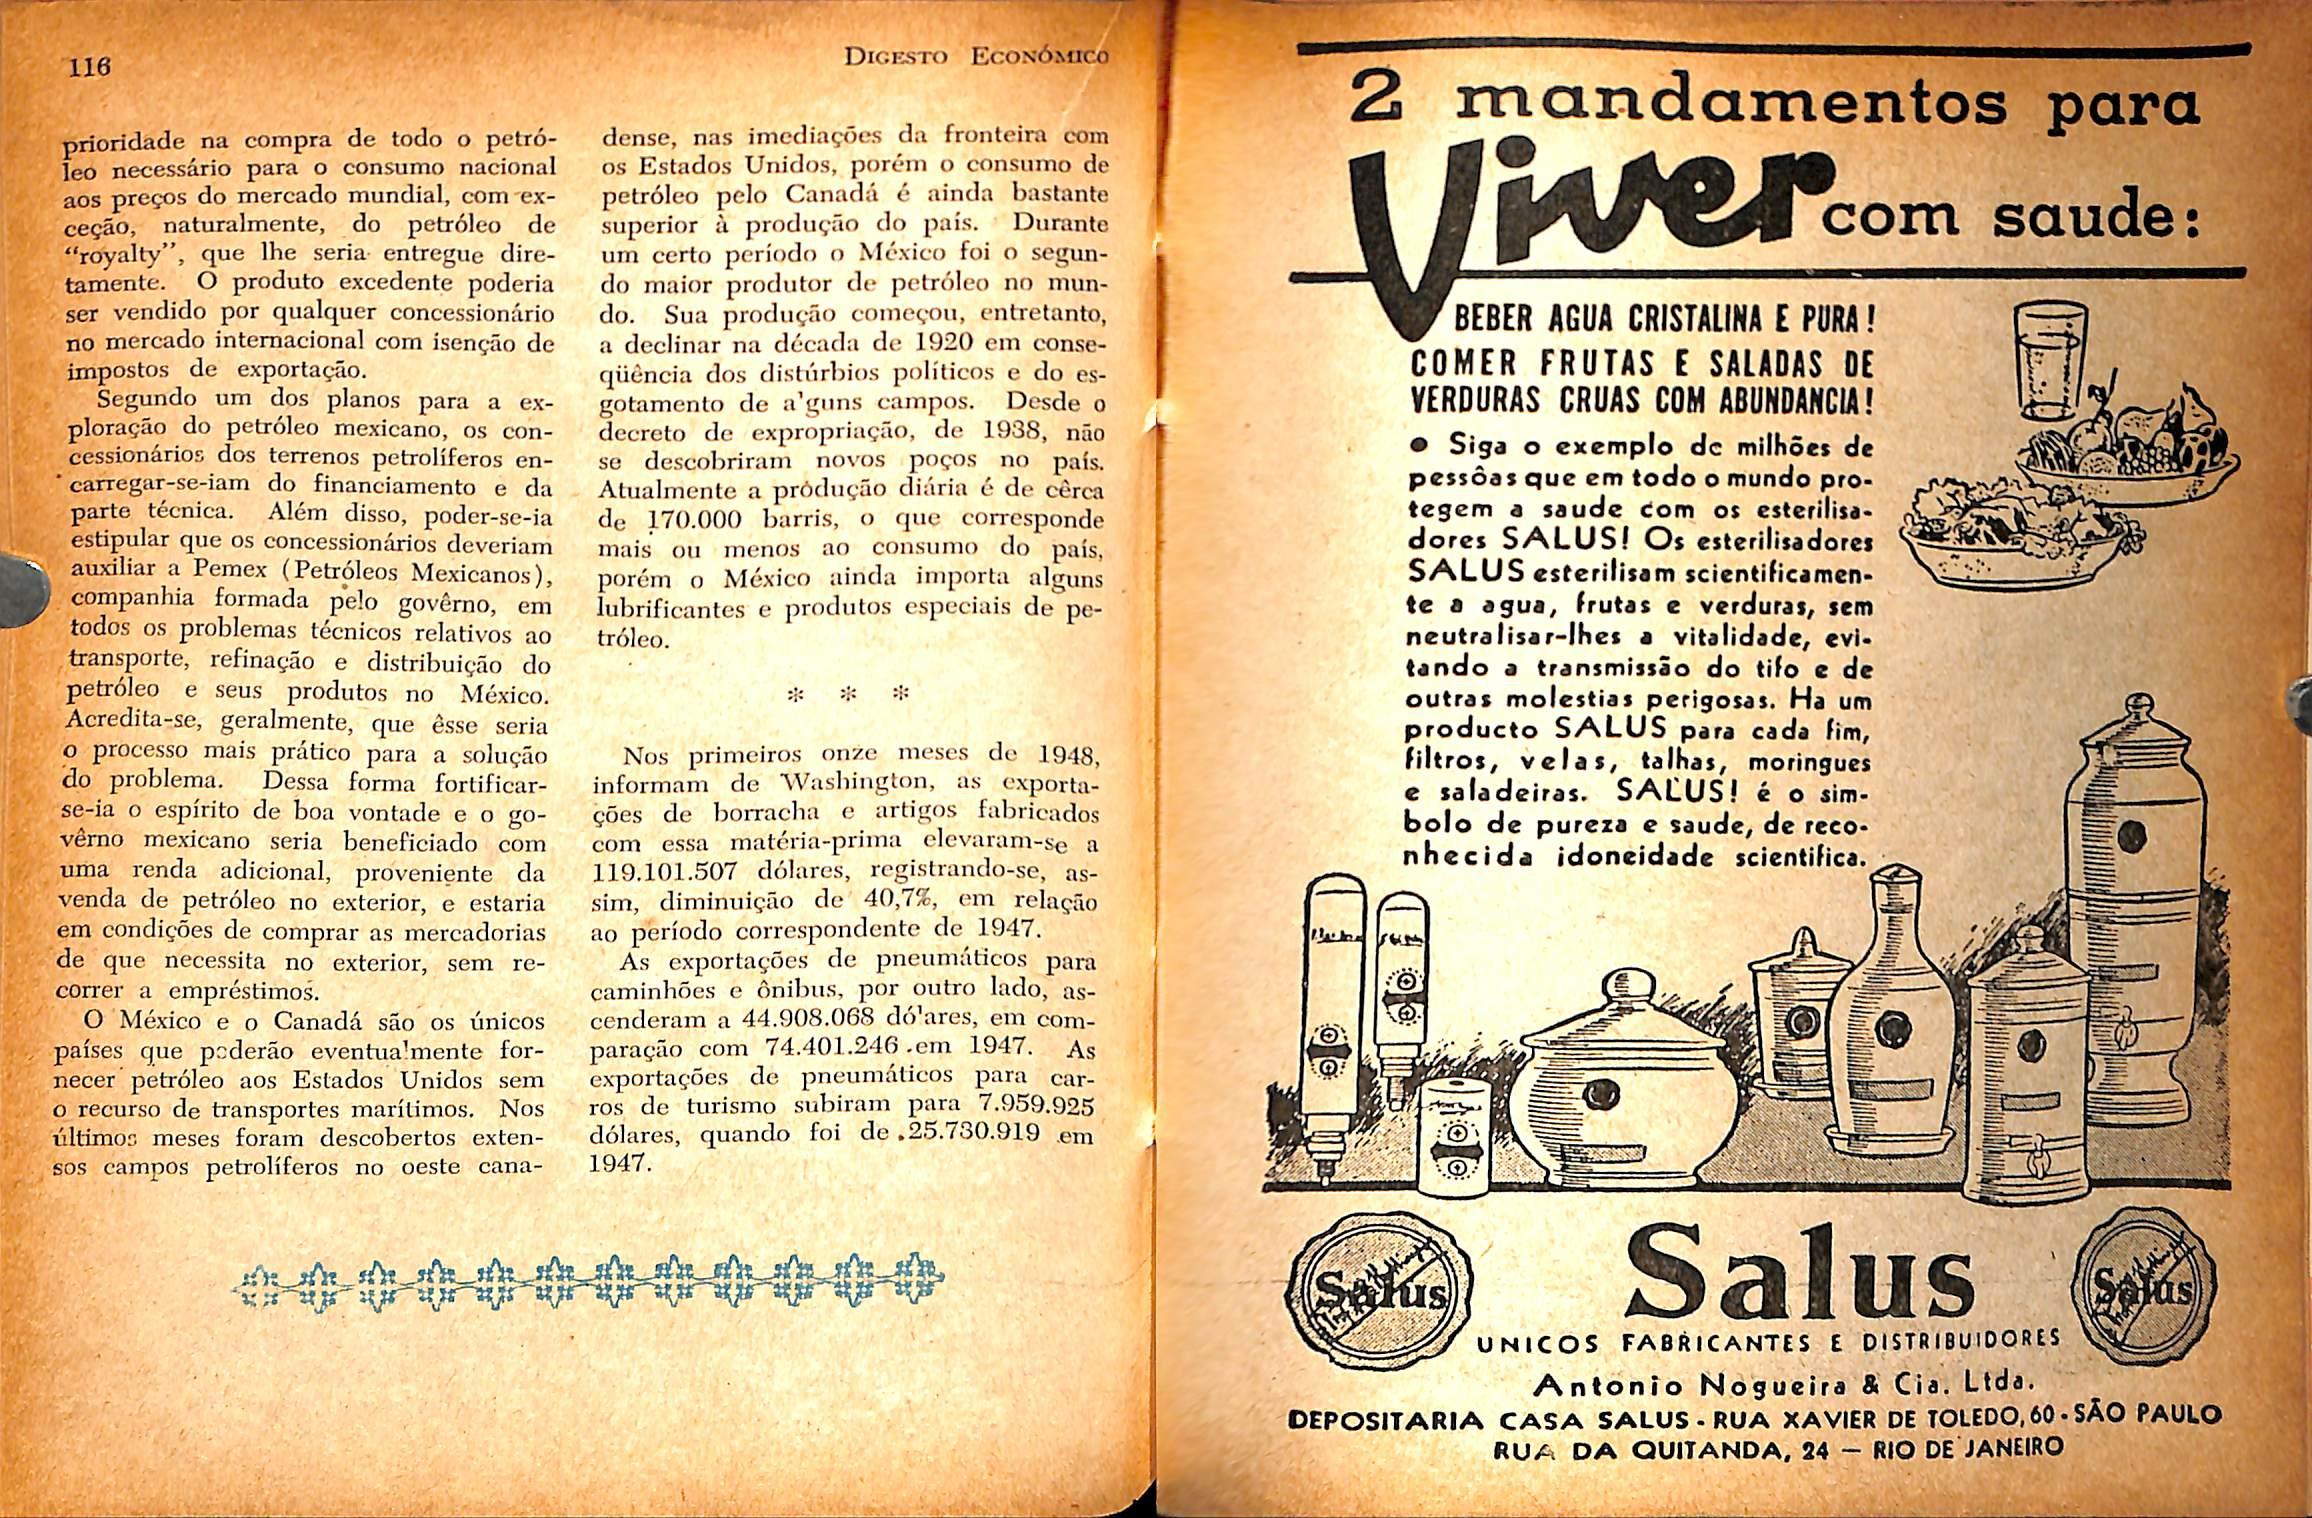 116
DIGESTO ECONÓMICO
prioridade na compra de todo o petró-
leo necessário para o consumo nacional
aos preços do mercado mundial, com ex-
ceção, naturalmente, do petróleo de
“royalty”, que lhe seria entregue dire-
tamente. O produto excedente poderia
ser vendido por qualquer concessionário
no mercado internacional com isenção de
impostos de exportação.
Segundo um dos planos para a ex-
ploração do petróleo mexicano, os con-
cessionários dos terrenos petrolíferos en-
carregar-se-iam do financiamento e da
parte técnica. Além disso, poder-se-ia
estipular que os concessionários deveriam
auxiliar a Pemex (Petróleos Mexicanos),
companhia formada pelo govêrno, em
todos os problemas técnicos relativos ao
transporte, refinação e distribuição do
petróleo e seus produtos no México.
Acredita-se, geralmente, que êsse seria
o processo mais prático para a solução
do problema. Dessa forma fortificar-
se-ia o espírito de boa vontade e o go-
vêrno mexicano seria beneficiado com
uma renda adicional, proveniente da
venda de petróleo no exterior, e estaria
em condições de comprar as mercadorias
de que necessita no exterior, sem re-
correr a empréstimos.
O México e o Canadá são os únicos
países que poderão eventualmente for-
necer petróleo aos Estados Unidos sem
o recurso de transportes marítimos. Nos
últimos meses foram descobertos exten-
sos campos petrolíferos no oeste cana-
dense, nas imediações da fronteira com
os Estados Unidos, porém o consumo de
petróleo pelo Canadá é ainda bastante
superior à produção do país. Durante
um certo período o México foi o segun-
do maior produtor de petróleo no mun-
do. Sua produção começou, entretanto,
a declinar na década de 1920 em conse-
qüência dos distúrbios políticos e do es-
gotamento de a'guns campos. Desde o
decreto de expropriação, de 1938, não
se descobriram novos poços no país.
Atualmente a pródução diária é de cêrca
de 170.000 barris, o que corresponde
mais ou menos ao consumo do país,
porém o México ainda importa alguns
lubrificantes e produtos especiais de pe-
tróleo.
* * *
Nos primeiros onze meses de 1948,
informam de Washington, as exporta-
ções de borracha e artigos fabricados
com essa matéria-prima elevaram-se a
119.101.507 dólares, registrando-se, as-
sim, diminuição de 40,7%, em relação
ao período correspondente de 1947.
As exportações de pneumáticos para
caminhões e ônibus, por outro lado, as-
cenderam a 44.908.068 dó'ares, em com-
paração com 74.401.246 .em 1947. As
exportações de pneumáticos para car-
ros de turismo subiram para 7.959.925
dólares, quando foi de .25.730.919 em
1947.
2 mandamentos para
Viver com saude:
BEBER AGUA CRISTALINA E PURA!
COMER FRUTAS E SALADAS DE
VERDURAS CRUAS COM ABUNDANCIA!
• Siga o exemplo de milhões de
pessôas que em todo o mundo pro-
tegem a saude com os esterilisa-
dores SALUS! Os esterilisadores
SALUS esterilisam scientificamen-
te a agua, frutas e verduras, sem
neutralisar-lhes a vitalidade, evi-
tando a transmissão do tifo e de
outras molestias perigosas. Ha um
producto SALUS para cada fim,
filtros, velas, talhas, moringues
e saladeiras. SALUS! é o sim-
bolo de pureza e saude, de reco-
nhecida idoneidade scientifica.
Salus
Salus
Salus
UNICOS FABRICANTES E DISTRIBUIDORES
Antonio Nogueira & Cia. Ltda.
DEPOSITARIA CASA SALUS - RUA XAVIER DE TOLEDO, 60 - SÃO PAULO
RUA DA QUITANDA, 24 — RIO DE JANEIRO